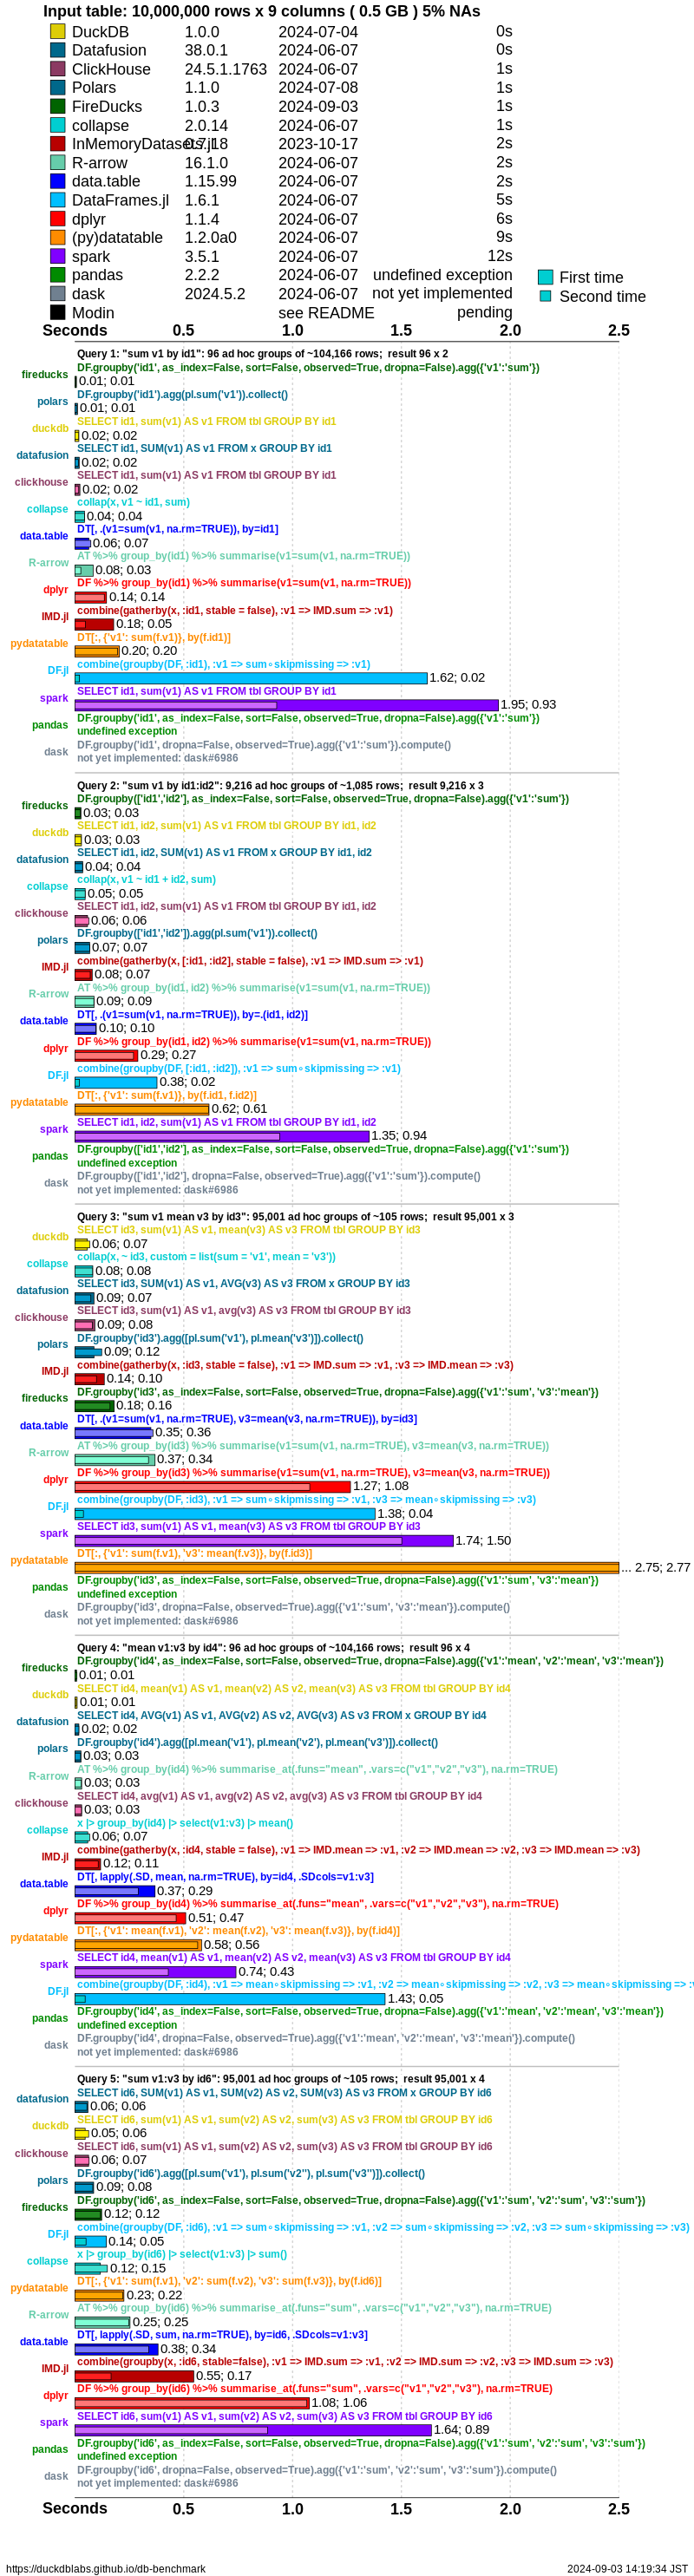 Input table: 10,000,000 rows x 9 columns ( 0.5 GB ) 5% NAs
DuckDB 1.0.0 2024-07-04 0s
Datafusion 38.0.1 2024-06-07 0s
ClickHouse 24.5.1.1763 2024-06-07 1s
Polars 1.1.0 2024-07-08 1s
FireDucks 1.0.3 2024-09-03 1s
collapse 2.0.14 2024-06-07 1s
InMemoryDatasets.jl 0.7.18 2023-10-17 2s
R-arrow 16.1.0 2024-06-07 2s
data.table 1.15.99 2024-06-07 2s
DataFrames.jl 1.6.1 2024-06-07 5s
dplyr 1.1.4 2024-06-07 6s
(py)datatable 1.2.0a0 2024-06-07 9s
spark 3.5.1 2024-06-07 12s
pandas 2.2.2 2024-06-07 undefined exception
dask 2024.5.2 2024-06-07 not yet implemented
Modin see README pending
First time
Second time
Seconds 0.5 1.0 1.5 2.0 2.5
Query 1: "sum v1 by id1": 96 ad hoc groups of ~104,166 rows; result 96 x 2
fireducks DF.groupby('id1', as_index=False, sort=False, observed=True, dropna=False).agg({'v1':'sum'})
0.01; 0.01
polars DF.groupby('id1').agg(pl.sum('v1')).collect()
0.01; 0.01
duckdb SELECT id1, sum(v1) AS v1 FROM tbl GROUP BY id1
0.02; 0.02
datafusion SELECT id1, SUM(v1) AS v1 FROM x GROUP BY id1
0.02; 0.02
clickhouse SELECT id1, sum(v1) AS v1 FROM tbl GROUP BY id1
0.02; 0.02
collapse collap(x, v1 ~ id1, sum)
0.04; 0.04
data.table DT[, .(v1=sum(v1, na.rm=TRUE)), by=id1]
0.06; 0.07
R-arrow AT %>% group_by(id1) %>% summarise(v1=sum(v1, na.rm=TRUE))
0.08; 0.03
dplyr DF %>% group_by(id1) %>% summarise(v1=sum(v1, na.rm=TRUE))
0.14; 0.14
IMD.jl combine(gatherby(x, :id1, stable = false), :v1 => IMD.sum => :v1)
0.18; 0.05
pydatatable DT[:, {'v1': sum(f.v1)}, by(f.id1)]
0.20; 0.20
DF.jl combine(groupby(DF, :id1), :v1 => sum∘skipmissing => :v1)
1.62; 0.02
spark SELECT id1, sum(v1) AS v1 FROM tbl GROUP BY id1
1.95; 0.93
pandas DF.groupby('id1', as_index=False, sort=False, observed=True, dropna=False).agg({'v1':'sum'})
undefined exception
dask DF.groupby('id1', dropna=False, observed=True).agg({'v1':'sum'}).compute()
not yet implemented: dask#6986
Query 2: "sum v1 by id1:id2": 9,216 ad hoc groups of ~1,085 rows; result 9,216 x 3
fireducks DF.groupby(['id1','id2'], as_index=False, sort=False, observed=True, dropna=False).agg({'v1':'sum'})
0.03; 0.03
duckdb SELECT id1, id2, sum(v1) AS v1 FROM tbl GROUP BY id1, id2
0.03; 0.03
datafusion SELECT id1, id2, SUM(v1) AS v1 FROM x GROUP BY id1, id2
0.04; 0.04
collapse collap(x, v1 ~ id1 + id2, sum)
0.05; 0.05
clickhouse SELECT id1, id2, sum(v1) AS v1 FROM tbl GROUP BY id1, id2
0.06; 0.06
polars DF.groupby(['id1','id2']).agg(pl.sum('v1')).collect()
0.07; 0.07
IMD.jl combine(gatherby(x, [:id1, :id2], stable = false), :v1 => IMD.sum => :v1)
0.08; 0.07
R-arrow AT %>% group_by(id1, id2) %>% summarise(v1=sum(v1, na.rm=TRUE))
0.09; 0.09
data.table DT[, .(v1=sum(v1, na.rm=TRUE)), by=.(id1, id2)]
0.10; 0.10
dplyr DF %>% group_by(id1, id2) %>% summarise(v1=sum(v1, na.rm=TRUE))
0.29; 0.27
DF.jl combine(groupby(DF, [:id1, :id2]), :v1 => sum∘skipmissing => :v1)
0.38; 0.02
pydatatable DT[:, {'v1': sum(f.v1)}, by(f.id1, f.id2)]
0.62; 0.61
spark SELECT id1, id2, sum(v1) AS v1 FROM tbl GROUP BY id1, id2
1.35; 0.94
pandas DF.groupby(['id1','id2'], as_index=False, sort=False, observed=True, dropna=False).agg({'v1':'sum'})
undefined exception
dask DF.groupby(['id1','id2'], dropna=False, observed=True).agg({'v1':'sum'}).compute()
not yet implemented: dask#6986
Query 3: "sum v1 mean v3 by id3": 95,001 ad hoc groups of ~105 rows; result 95,001 x 3
duckdb SELECT id3, sum(v1) AS v1, mean(v3) AS v3 FROM tbl GROUP BY id3
0.06; 0.07
collapse collap(x, ~ id3, custom = list(sum = 'v1', mean = 'v3'))
0.08; 0.08
datafusion SELECT id3, SUM(v1) AS v1, AVG(v3) AS v3 FROM x GROUP BY id3
0.09; 0.07
clickhouse SELECT id3, sum(v1) AS v1, avg(v3) AS v3 FROM tbl GROUP BY id3
0.09; 0.08
polars DF.groupby('id3').agg([pl.sum('v1'), pl.mean('v3')]).collect()
0.09; 0.12
IMD.jl combine(gatherby(x, :id3, stable = false), :v1 => IMD.sum => :v1, :v3 => IMD.mean => :v3)
0.14; 0.10
fireducks DF.groupby('id3', as_index=False, sort=False, observed=True, dropna=False).agg({'v1':'sum', 'v3':'mean'})
0.18; 0.16
data.table DT[, .(v1=sum(v1, na.rm=TRUE), v3=mean(v3, na.rm=TRUE)), by=id3]
0.35; 0.36
R-arrow AT %>% group_by(id3) %>% summarise(v1=sum(v1, na.rm=TRUE), v3=mean(v3, na.rm=TRUE))
0.37; 0.34
dplyr DF %>% group_by(id3) %>% summarise(v1=sum(v1, na.rm=TRUE), v3=mean(v3, na.rm=TRUE))
1.27; 1.08
DF.jl combine(groupby(DF, :id3), :v1 => sum∘skipmissing => :v1, :v3 => mean∘skipmissing => :v3)
1.38; 0.04
spark SELECT id3, sum(v1) AS v1, mean(v3) AS v3 FROM tbl GROUP BY id3
1.74; 1.50
pydatatable DT[:, {'v1': sum(f.v1), 'v3': mean(f.v3)}, by(f.id3)]
... 2.75; 2.77
pandas DF.groupby('id3', as_index=False, sort=False, observed=True, dropna=False).agg({'v1':'sum', 'v3':'mean'})
undefined exception
dask DF.groupby('id3', dropna=False, observed=True).agg({'v1':'sum', 'v3':'mean'}).compute()
not yet implemented: dask#6986
Query 4: "mean v1:v3 by id4": 96 ad hoc groups of ~104,166 rows; result 96 x 4
fireducks DF.groupby('id4', as_index=False, sort=False, observed=True, dropna=False).agg({'v1':'mean', 'v2':'mean', 'v3':'mean'})
0.01; 0.01
duckdb SELECT id4, mean(v1) AS v1, mean(v2) AS v2, mean(v3) AS v3 FROM tbl GROUP BY id4
0.01; 0.01
datafusion SELECT id4, AVG(v1) AS v1, AVG(v2) AS v2, AVG(v3) AS v3 FROM x GROUP BY id4
0.02; 0.02
polars DF.groupby('id4').agg([pl.mean('v1'), pl.mean('v2'), pl.mean('v3')]).collect()
0.03; 0.03
R-arrow AT %>% group_by(id4) %>% summarise_at(.funs="mean", .vars=c("v1","v2","v3"), na.rm=TRUE)
0.03; 0.03
clickhouse SELECT id4, avg(v1) AS v1, avg(v2) AS v2, avg(v3) AS v3 FROM tbl GROUP BY id4
0.03; 0.03
collapse x |> group_by(id4) |> select(v1:v3) |> mean()
0.06; 0.07
IMD.jl combine(gatherby(x, :id4, stable = false), :v1 => IMD.mean => :v1, :v2 => IMD.mean => :v2, :v3 => IMD.mean => :v3)
0.12; 0.11
data.table DT[, lapply(.SD, mean, na.rm=TRUE), by=id4, .SDcols=v1:v3]
0.37; 0.29
dplyr DF %>% group_by(id4) %>% summarise_at(.funs="mean", .vars=c("v1","v2","v3"), na.rm=TRUE)
0.51; 0.47
pydatatable DT[:, {'v1': mean(f.v1), 'v2': mean(f.v2), 'v3': mean(f.v3)}, by(f.id4)]
0.58; 0.56
spark SELECT id4, mean(v1) AS v1, mean(v2) AS v2, mean(v3) AS v3 FROM tbl GROUP BY id4
0.74; 0.43
DF.jl combine(groupby(DF, :id4), :v1 => mean∘skipmissing => :v1, :v2 => mean∘skipmissing => :v2, :v3 => mean∘skipmissing => :v
1.43; 0.05
pandas DF.groupby('id4', as_index=False, sort=False, observed=True, dropna=False).agg({'v1':'mean', 'v2':'mean', 'v3':'mean'})
undefined exception
dask DF.groupby('id4', dropna=False, observed=True).agg({'v1':'mean', 'v2':'mean', 'v3':'mean'}).compute()
not yet implemented: dask#6986
Query 5: "sum v1:v3 by id6": 95,001 ad hoc groups of ~105 rows; result 95,001 x 4
datafusion SELECT id6, SUM(v1) AS v1, SUM(v2) AS v2, SUM(v3) AS v3 FROM x GROUP BY id6
0.06; 0.06
duckdb SELECT id6, sum(v1) AS v1, sum(v2) AS v2, sum(v3) AS v3 FROM tbl GROUP BY id6
0.05; 0.06
clickhouse SELECT id6, sum(v1) AS v1, sum(v2) AS v2, sum(v3) AS v3 FROM tbl GROUP BY id6
0.06; 0.07
polars DF.groupby('id6').agg([pl.sum('v1'), pl.sum('v2''), pl.sum('v3'')]).collect()
0.09; 0.08
fireducks DF.groupby('id6', as_index=False, sort=False, observed=True, dropna=False).agg({'v1':'sum', 'v2':'sum', 'v3':'sum'})
0.12; 0.12
DF.jl combine(groupby(DF, :id6), :v1 => sum∘skipmissing => :v1, :v2 => sum∘skipmissing => :v2, :v3 => sum∘skipmissing => :v3)
0.14; 0.05
collapse x |> group_by(id6) |> select(v1:v3) |> sum()
0.12; 0.15
pydatatable DT[:, {'v1': sum(f.v1), 'v2': sum(f.v2), 'v3': sum(f.v3)}, by(f.id6)]
0.23; 0.22
R-arrow AT %>% group_by(id6) %>% summarise_at(.funs="sum", .vars=c("v1","v2","v3"), na.rm=TRUE)
0.25; 0.25
data.table DT[, lapply(.SD, sum, na.rm=TRUE), by=id6, .SDcols=v1:v3]
0.38; 0.34
IMD.jl combine(groupby(x, :id6, stable=false), :v1 => IMD.sum => :v1, :v2 => IMD.sum => :v2, :v3 => IMD.sum => :v3)
0.55; 0.17
dplyr DF %>% group_by(id6) %>% summarise_at(.funs="sum", .vars=c("v1","v2","v3"), na.rm=TRUE)
1.08; 1.06
spark SELECT id6, sum(v1) AS v1, sum(v2) AS v2, sum(v3) AS v3 FROM tbl GROUP BY id6
1.64; 0.89
pandas DF.groupby('id6', as_index=False, sort=False, observed=True, dropna=False).agg({'v1':'sum', 'v2':'sum', 'v3':'sum'})
undefined exception
dask DF.groupby('id6', dropna=False, observed=True).agg({'v1':'sum', 'v2':'sum', 'v3':'sum'}).compute()
not yet implemented: dask#6986
Seconds 0.5 1.0 1.5 2.0 2.5
https://duckdblabs.github.io/db-benchmark 2024-09-03 14:19:34 JST